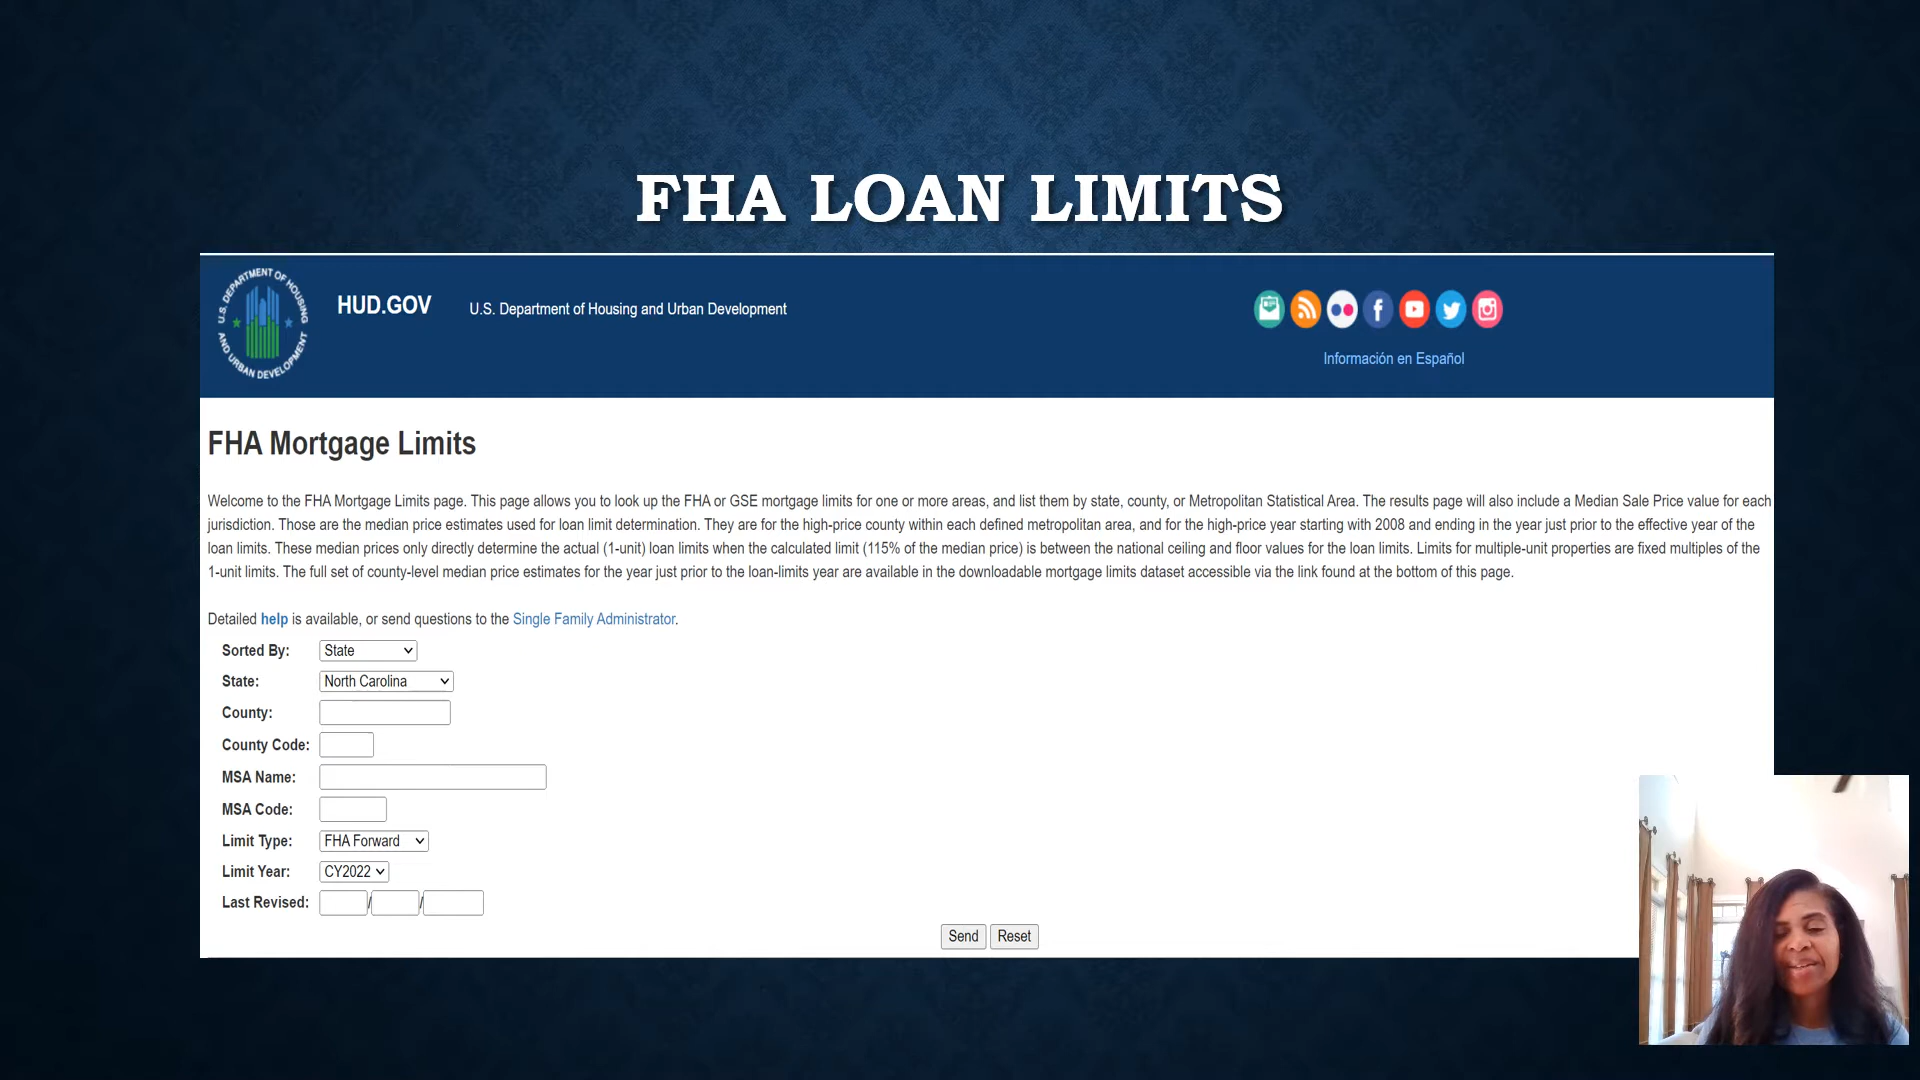 FHA LOAN LIMITS
U.S. DEPARTMENT OF HOUSING AND URBAN DEVELOPMENT
HUD.GOV U.S. Department of Housing and Urban Development
Información en Español
FHA Mortgage Limits
Welcome to the FHA Mortgage Limits page. This page allows you to look up the FHA or GSE mortgage limits for one or more areas, and list them by state, county, or Metropolitan Statistical Area. The results page will also include a Median Sale Price value for each
jurisdiction. Those are the median price estimates used for loan limit determination. They are for the high-price county within each defined metropolitan area, and for the high-price year starting with 2008 and ending in the year just prior to the effective year of the
loan limits. These median prices only directly determine the actual (1-unit) loan limits when the calculated limit (115% of the median price) is between the national ceiling and floor values for the loan limits. Limits for multiple-unit properties are fixed multiples of the
1-unit limits. The full set of county-level median price estimates for the year just prior to the loan-limits year are available in the downloadable mortgage limits dataset accessible via the link found at the bottom of this page.
Detailed help is available, or send questions to the Single Family Administrator.
Sorted By: State
State: North Carolina
County:
County Code:
MSA Name:
MSA Code:
Limit Type: FHA Forward
Limit Year: CY2022
Last Revised: / /
Send Reset